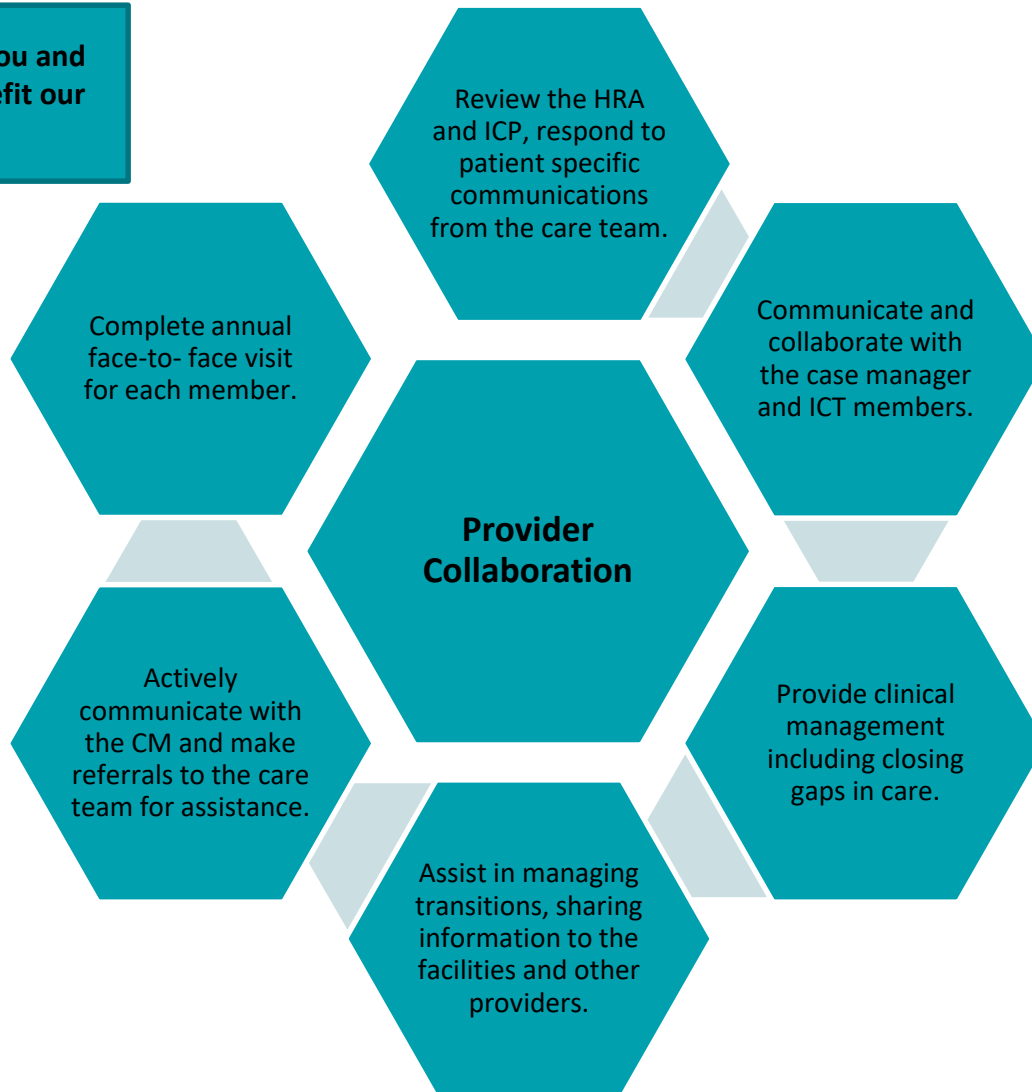 ou and
efit our
Review the HRA
and ICP, respond to
patient specific
communications
from the care team.
Communicate and
collaborate with
the case manager
and ICT members.
Provide clinical
management
including closing
gaps in care.
Assist in managing
transitions, sharing
information to the
facilities and other
providers.
Actively
communicate with
the CM and make
referrals to the care
team for assistance.
Complete annual
face-to- face visit
for each member.
Provider
Collaboration